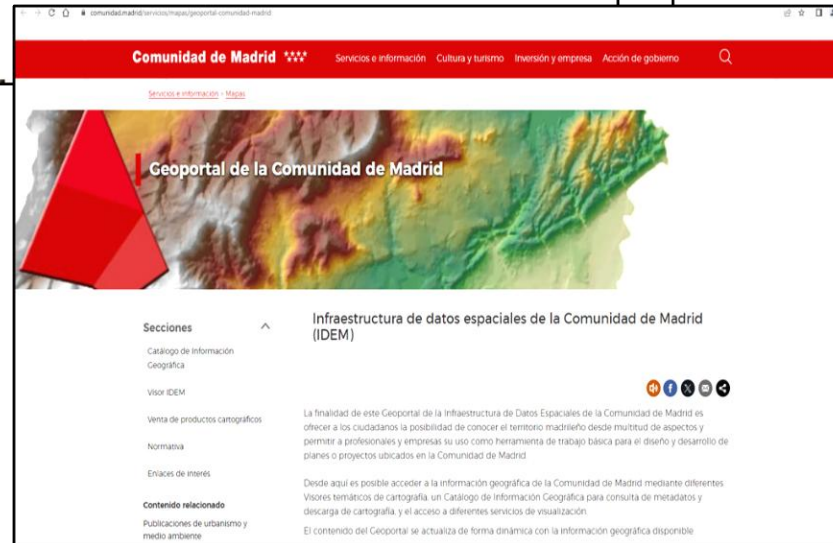 comunidad.madrid/servicios/mapas/geoportal-comunidad-madrid
Comunidad de Madrid
Servicios e información Cultura y turismo Inversión y empresa Acción de gobierno
Servicios e información > Mapas
Geoportal de la Comunidad de Madrid
Secciones
Catálogo de Información
Geográfica
Visor IDEM
Venta de productos cartográficos
Normativa
Enlaces de interés
Contenido relacionado
Publicaciones de urbanismo y
medio ambiente
Infraestructura de datos espaciales de la Comunidad de Madrid
(IDEM)
La finalidad de este Geoportal de la Infraestructura de Datos Espaciales de la Comunidad de Madrid es
ofrecer a los ciudadanos la posibilidad de conocer el territorio madrileño desde multitud de aspectos y
permitir a profesionales y empresas su uso como herramienta de trabajo básica para el diseño y desarrollo de
planes o proyectos ubicados en la Comunidad de Madrid
Desde aquí es posible acceder a la información geográfica de la Comunidad de Madrid mediante diferentes
Visores temáticos de cartografía, un Catálogo de Información Geográfica para consulta de metadatos y
descarga de cartografía, y el acceso a diferentes servicios de visualización
El contenido del Geoportal se actualiza de forma dinámica con la información geográfica disponible